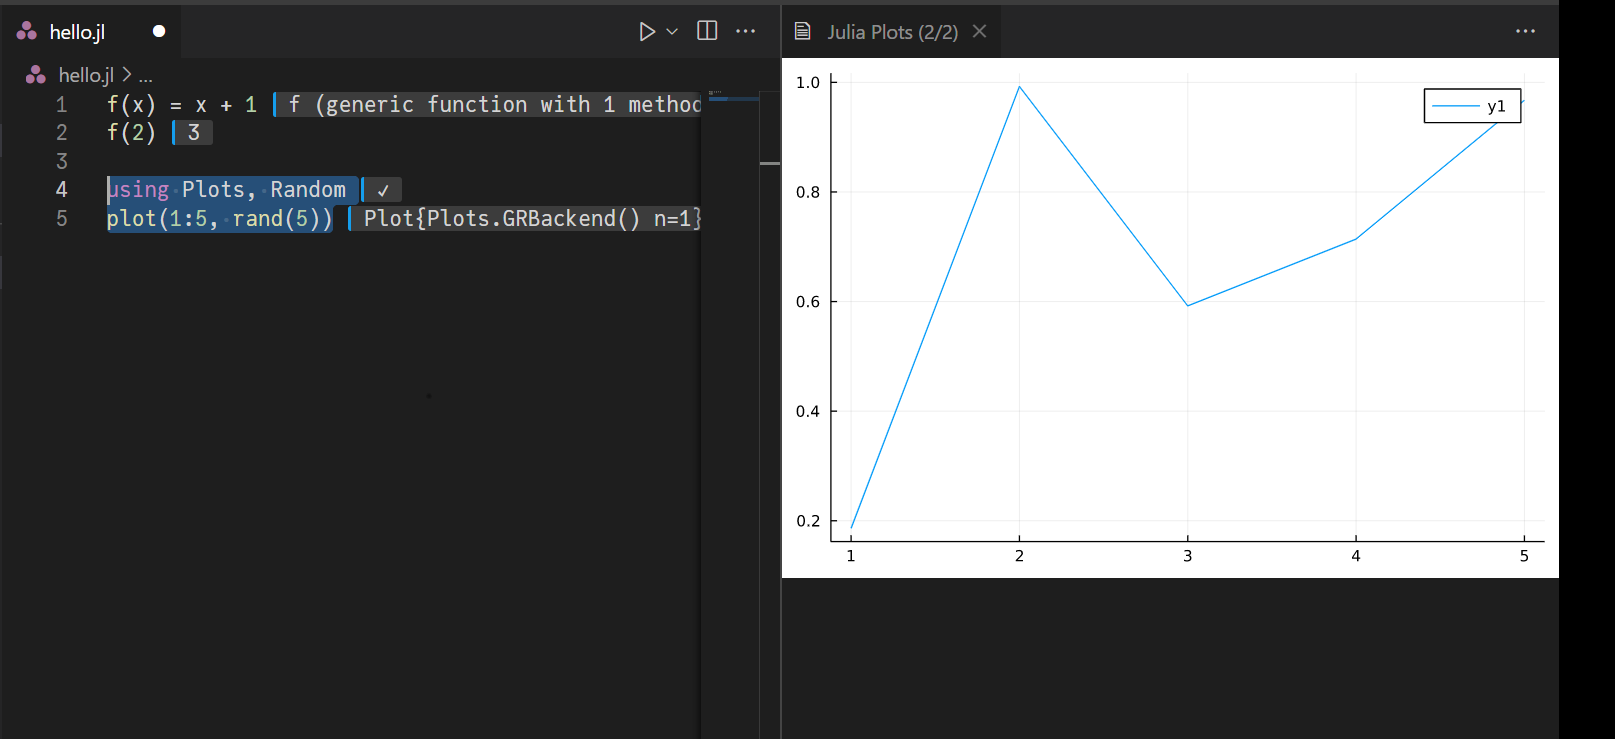 hello.jl
hello.jl > ...
1 f(x) = x + 1 f (generic function with 1 method
2 f(2) 3
3
4 using Plots, Random ✓
5 plot(1:5, rand(5)) Plot{Plots.GRBackend() n=1}
Julia Plots (2/2)
1.0
y1
0.8
0.6
0.4
0.2
1 2 3 4 5